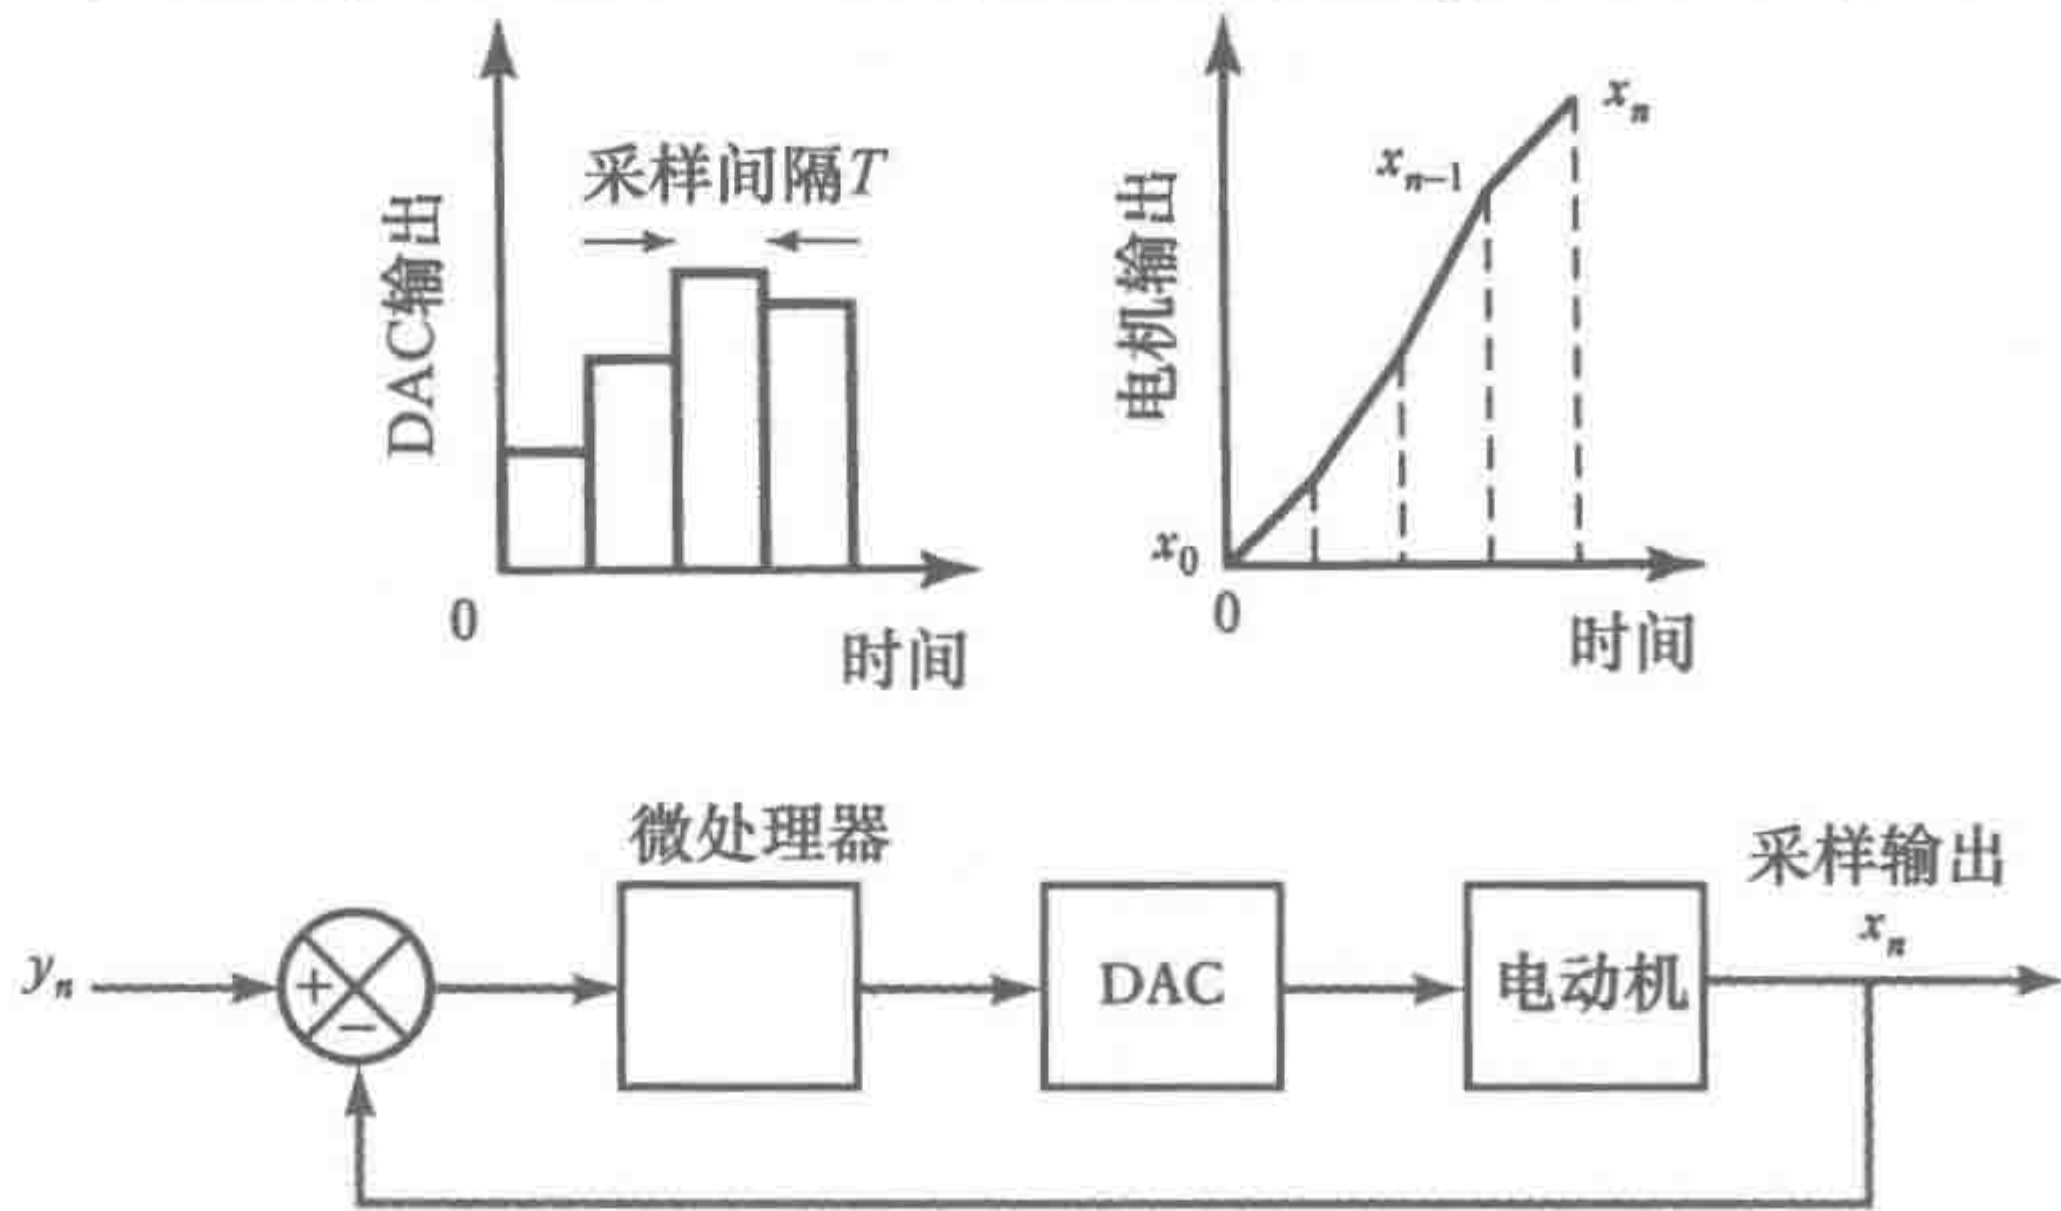 DAC输出
采样间隔T
0
时间
电机输出
x_n
x_{n-1}
x_0
0
时间
微处理器
采样输出
x_n
y_n
+
−
DAC
电动机